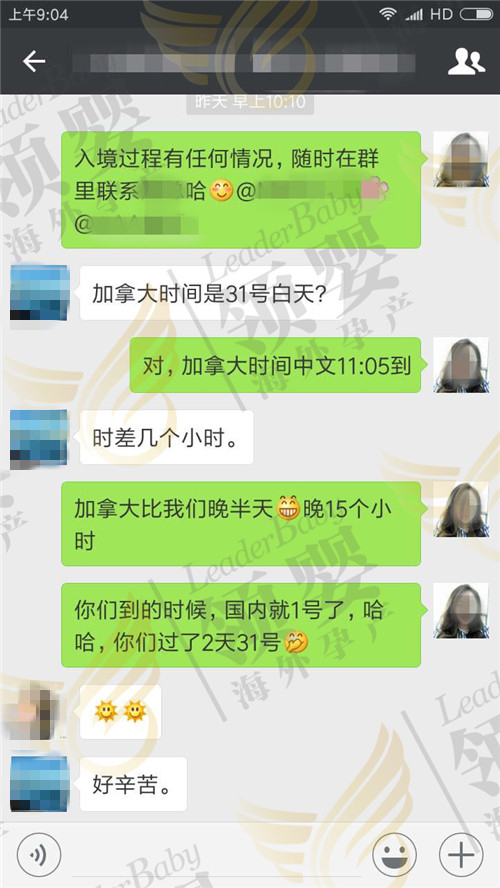 上午9:04
HD
昨天 早上10:10
入境过程有任何情况，随时在群
里联系哈😊@
@
加拿大时间是31号白天?
对，加拿大时间中文11:05到
时差几个小时。
加拿大比我们晚半天😁晚15个小
时
你们到的时候，国内就1号了，哈
哈，你们过了2天31号🤭
🌞🌞
好辛苦。
LeaderBaby
领婴
海外孕产